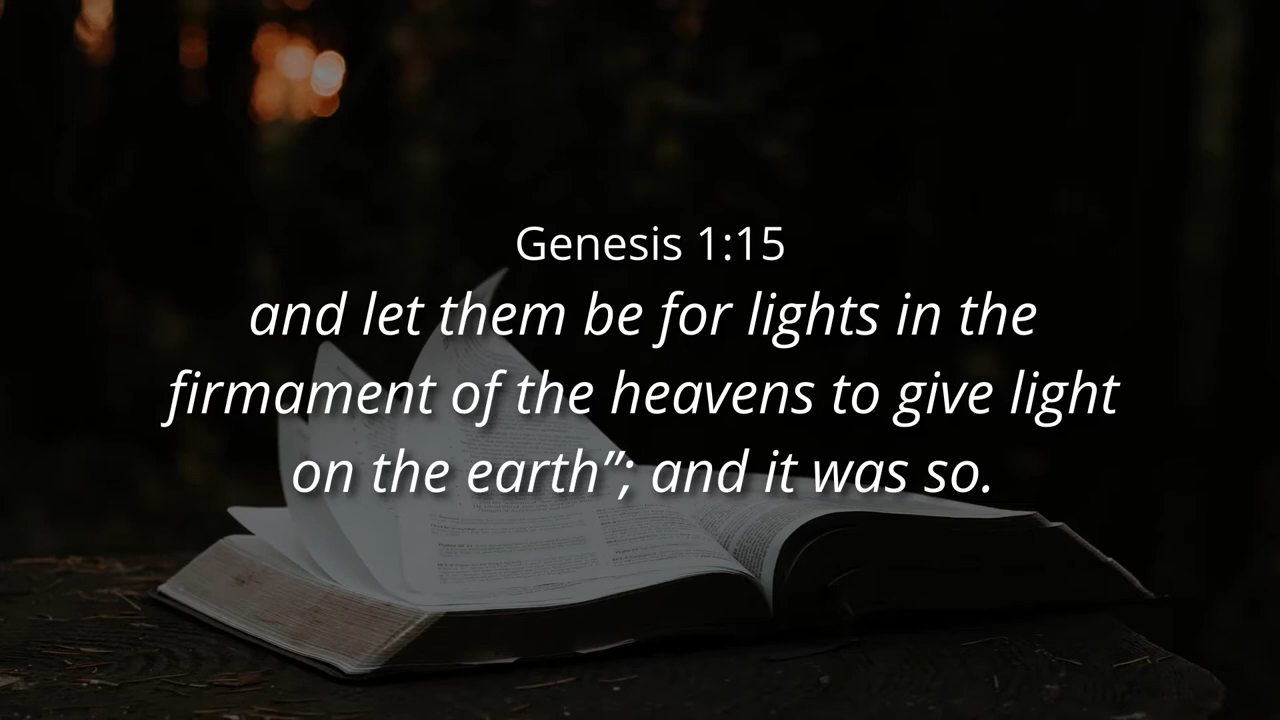 Genesis 1:15
and let them be for lights in the
firmament of the heavens to give light
on the earth”; and it was so.